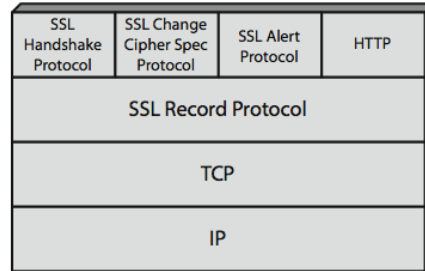 SSL
Handshake
Protocol
SSL Change
Cipher Spec
Protocol
SSL Alert
Protocol
HTTP
SSL Record Protocol
TCP
IP